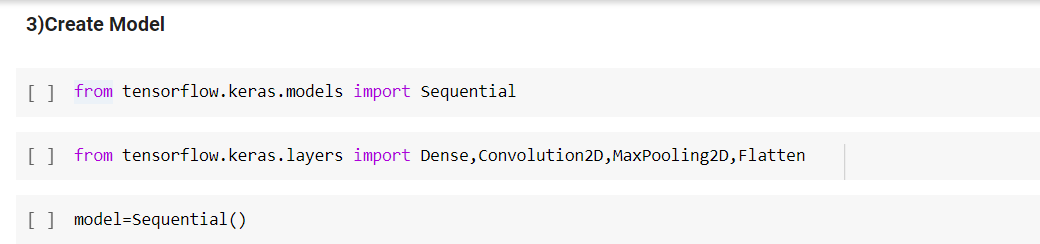 3)Create Model
[ ] from tensorflow.keras.models import Sequential
[ ] from tensorflow.keras.layers import Dense,Convolution2D,MaxPooling2D,Flatten
[ ] model=Sequential()